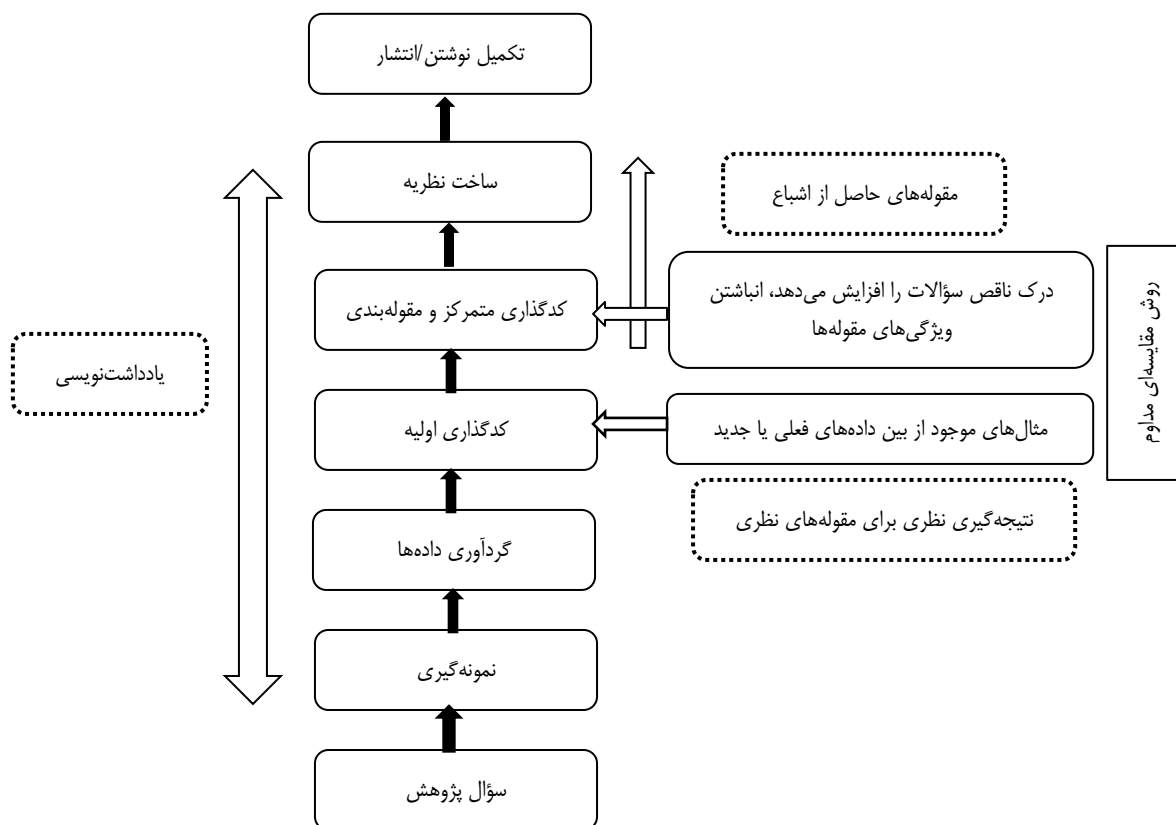 تکمیل نوشتن/انتشار
ساخت نظریه
مقوله‌های حاصل از اشباع
کدگذاری متمرکز و مقوله‌بندی
درک ناقص سؤالات را افزایش می‌دهد، انباشتن
ویژگی‌های مقوله‌ها
روش مقایسه‌ای مداوم
یادداشت‌نویسی
کدگذاری اولیه
مثال‌های موجود از بین داده‌های فعلی یا جدید
نتیجه‌گیری نظری برای مقوله‌های نظری
گردآوری داده‌ها
نمونه‌گیری
سؤال پژوهش